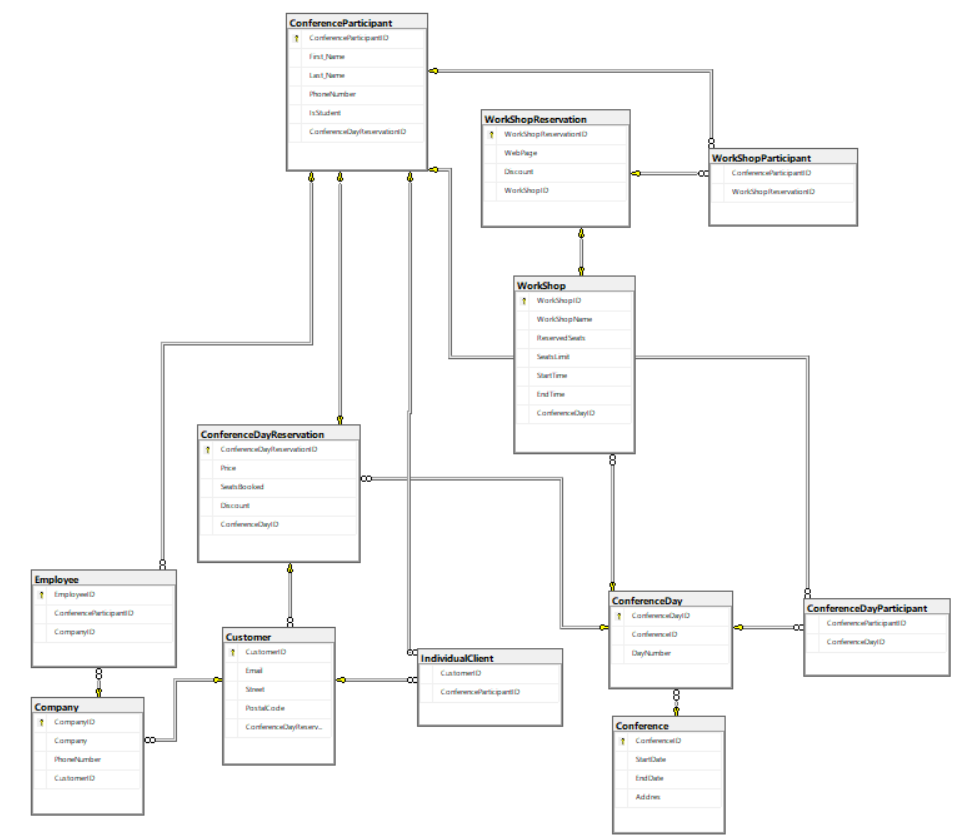 ConferenceParticipant
ConferenceParticipantID
First_Name
Last_Name
PhoneNumber
IsStudent
ConferenceDayReservationID
WorkShopReservation
WorkShopReservationID
WebPage
Discount
WorkShopID
WorkShopParticipant
ConferenceParticipantID
WorkShopReservationID
WorkShop
WorkShopID
WorkShopName
ReservedSeats
SeatsLimit
StartTime
EndTime
ConferenceDayID
ConferenceDayReservation
ConferenceDayReservationID
Price
SeatsBooked
Discount
ConferenceDayID
Employee
EmployeeID
ConferenceParticipantID
CompanyID
Customer
CustomerID
Email
Street
PostalCode
ConferenceDayReserv...
IndividualClient
CustomerID
ConferenceParticipantID
ConferenceDay
ConferenceDayID
ConferenceID
DayNumber
ConferenceDayParticipant
ConferenceParticipantID
ConferenceDayID
Company
CompanyID
Company
PhoneNumber
CustomerID
Conference
ConferenceID
StartDate
EndDate
Addres